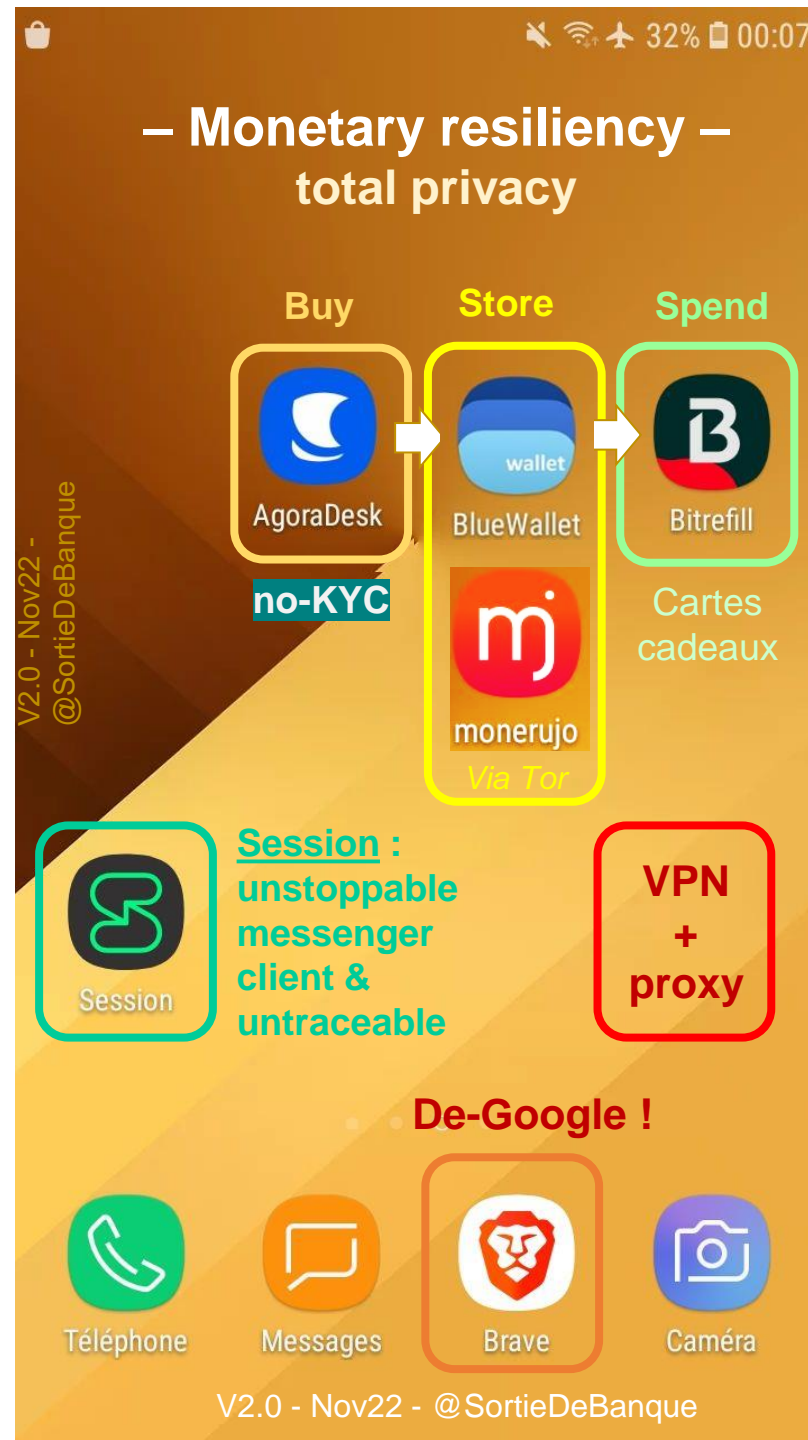 32% 00:07
– Monetary resiliency –
total privacy
Buy
Store
Spend
wallet
AgoraDesk
BlueWallet
Bitrefill
no-KYC
Cartes
cadeaux
mj
monerujo
Via Tor
V2.0 - Nov22 -
@SortieDeBanque
Session :
unstoppable
messenger
client &
untraceable
Session
VPN
+
proxy
De-Google !
Téléphone
Messages
Brave
Caméra
V2.0 - Nov22 - @SortieDeBanque